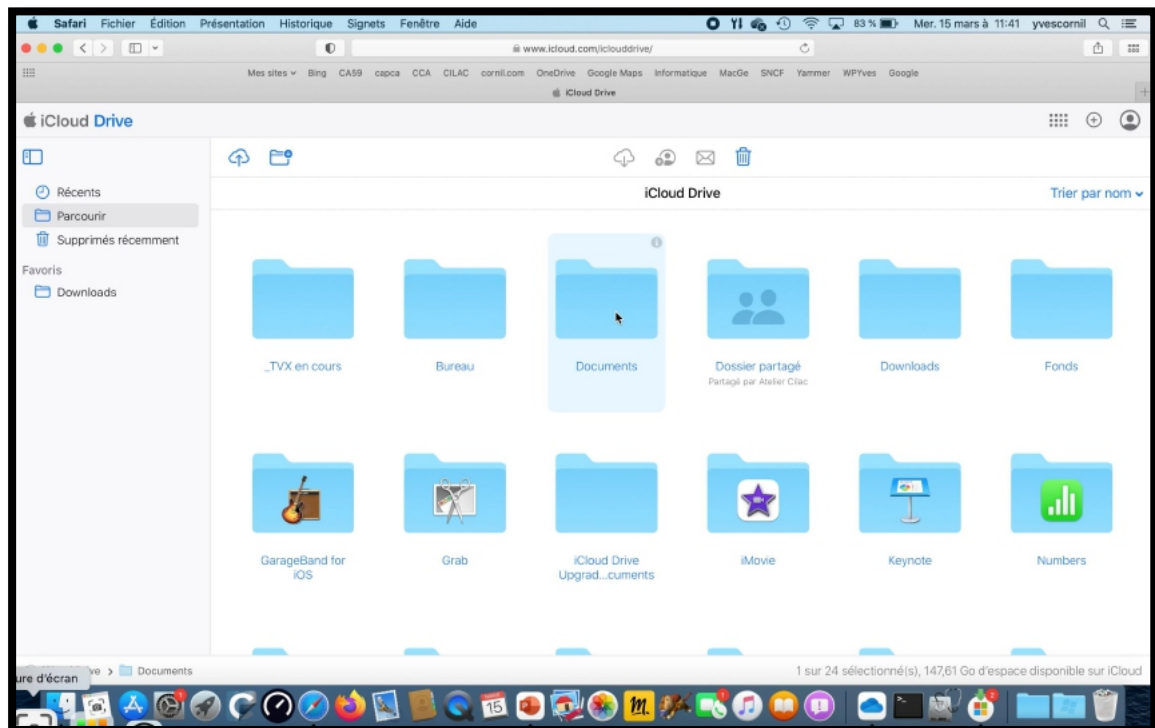 Safari Fichier Édition Présentation Historique Signets Fenêtre Aide 83 % Mer. 15 mars à 11:41 yvescornil
www.icloud.com/iclouddrive/
Mes sites Bing CA59 capca CCA CILAC cornil.com OneDrive Google Maps Informatique MacGe SNCF Yammer WPYves Google
iCloud Drive
iCloud Drive
Récents
Parcourir
Supprimés récemment
Favoris
Downloads
iCloud Drive
Trier par nom
_TVX en cours
Bureau
Documents
Dossier partagé
Partagé par Atelier Cilac
Downloads
Fonds
GarageBand for
iOS
Grab
iCloud Drive
Upgrad...cuments
iMovie
Keynote
Numbers
ve > Documents
1 sur 24 sélectionné(s), 147,61 Go d'espace disponible sur iCloud
ure d'écran
15
m.